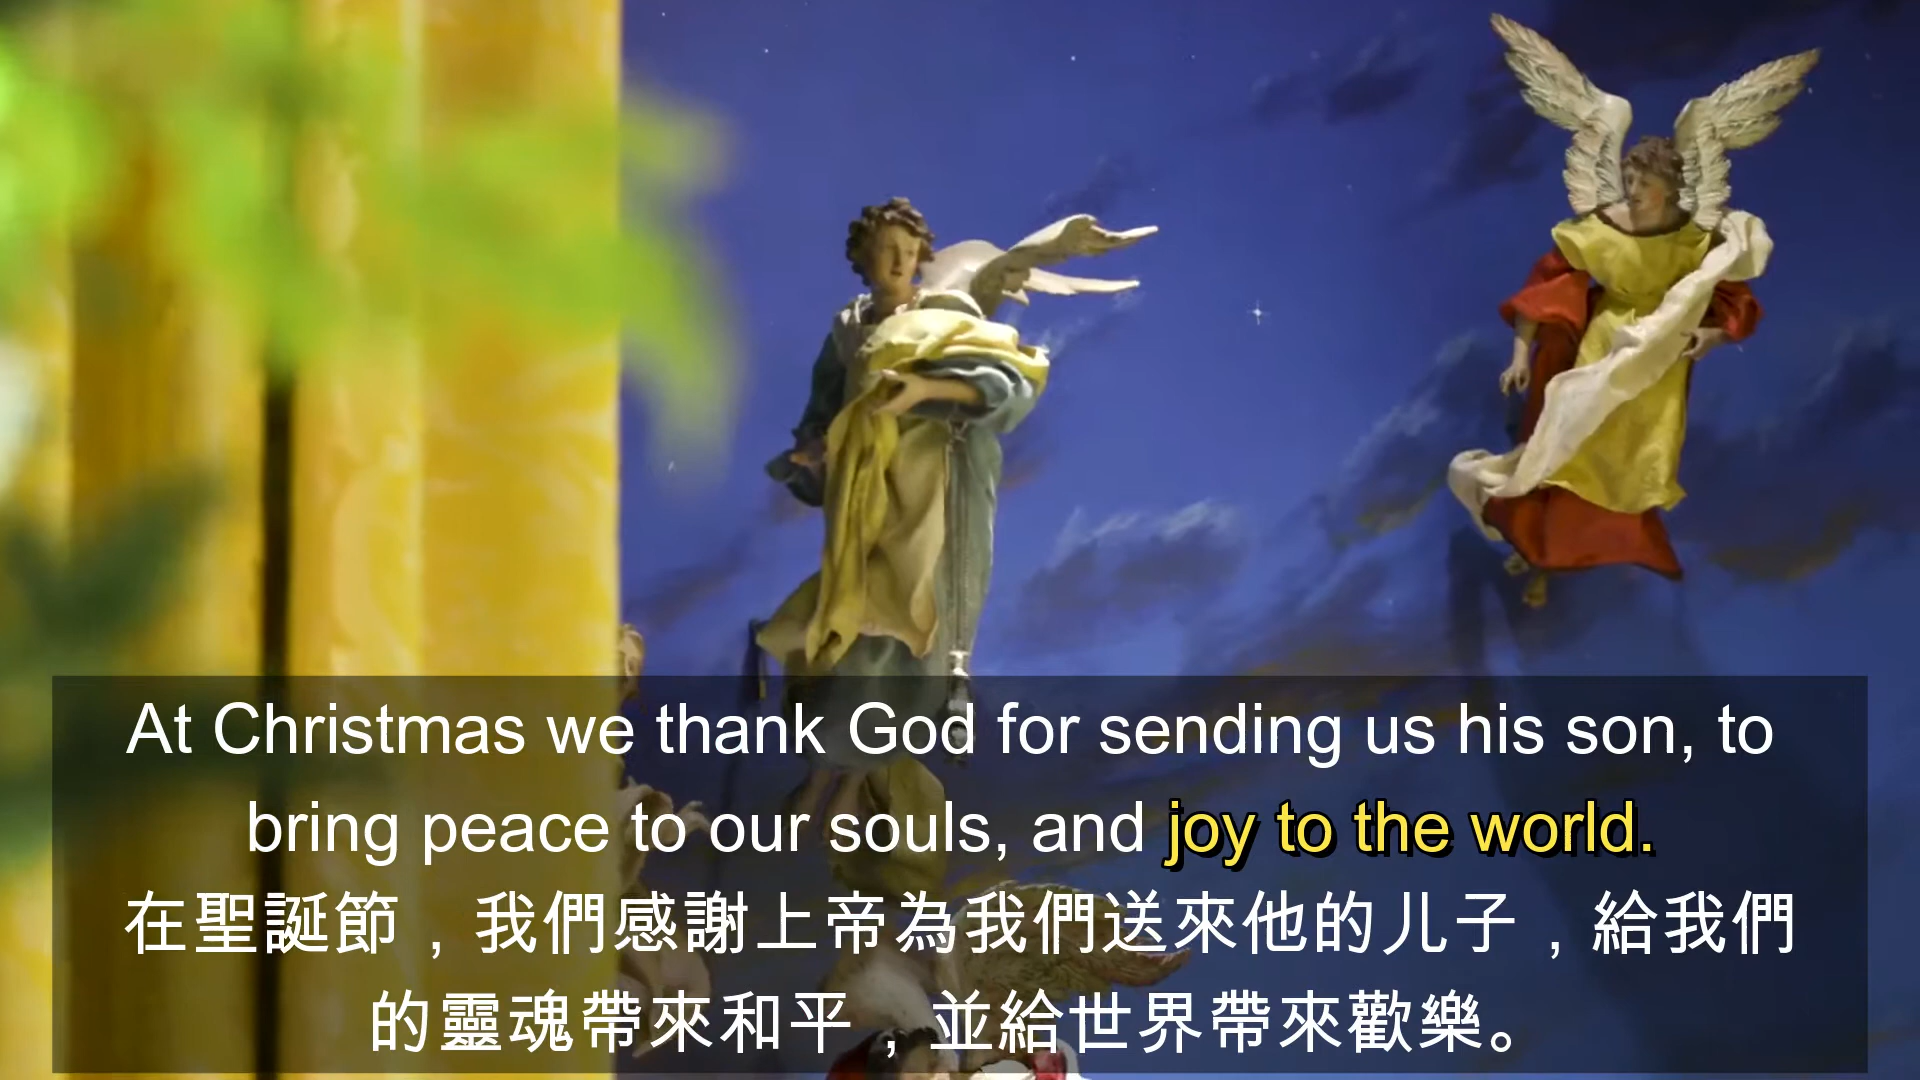 At Christmas we thank God for sending us his son, to
bring peace to our souls, and joy to the world.
在聖誕節，我們感謝上帝為我們送來他的儿子，給我們
的靈魂帶來和平，並給世界帶來歡樂。